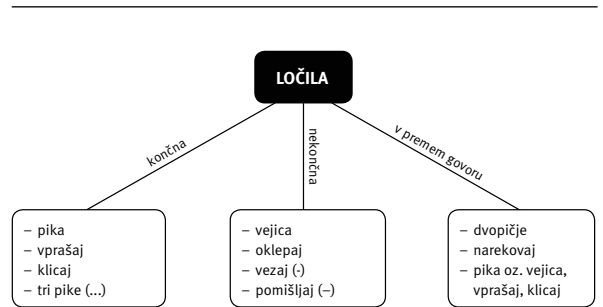 LOČILA
končna
nekončna
v premem govoru
– pika
– vprašaj
– klicaj
– tri pike (...)
– vejica
– oklepaj
– vezaj (-)
– pomišljaj (–)
– dvopičje
– narekovaj
– pika oz. vejica,
vprašaj, klicaj